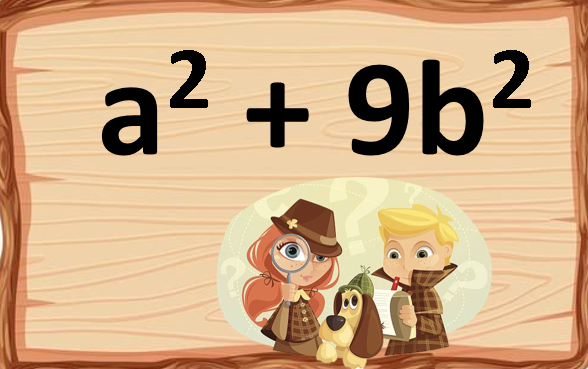 a² + 9b²